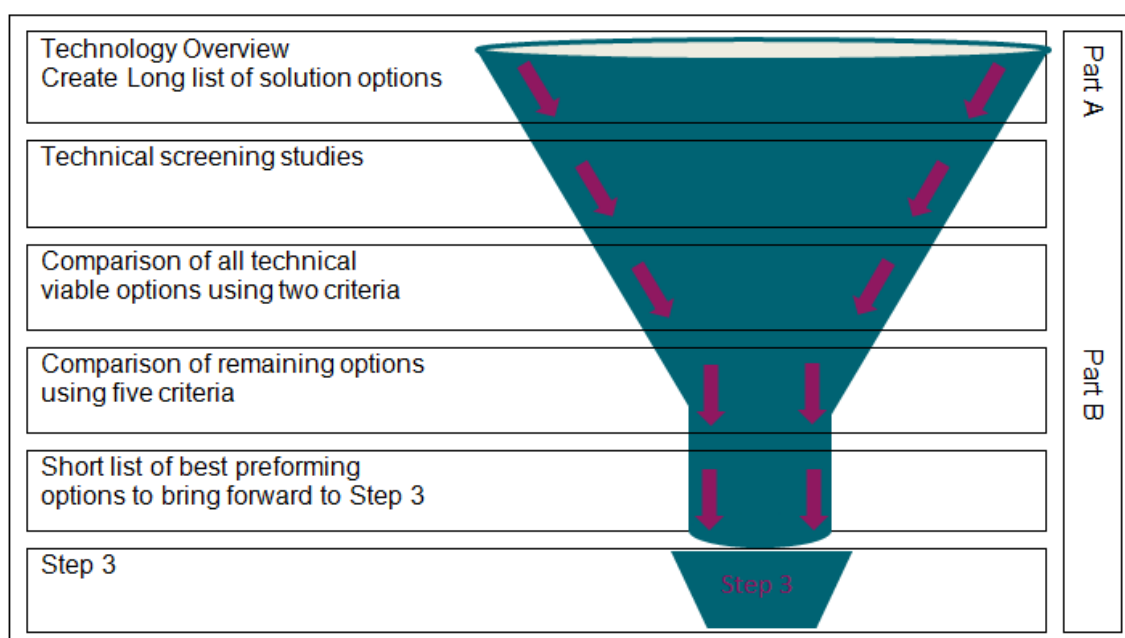 Technology Overview
Create Long list of solution options
Part A
Technical screening studies
Comparison of all technical
viable options using two criteria
Comparison of remaining options
using five criteria
Part B
Short list of best preforming
options to bring forward to Step 3
Step 3
Step 3